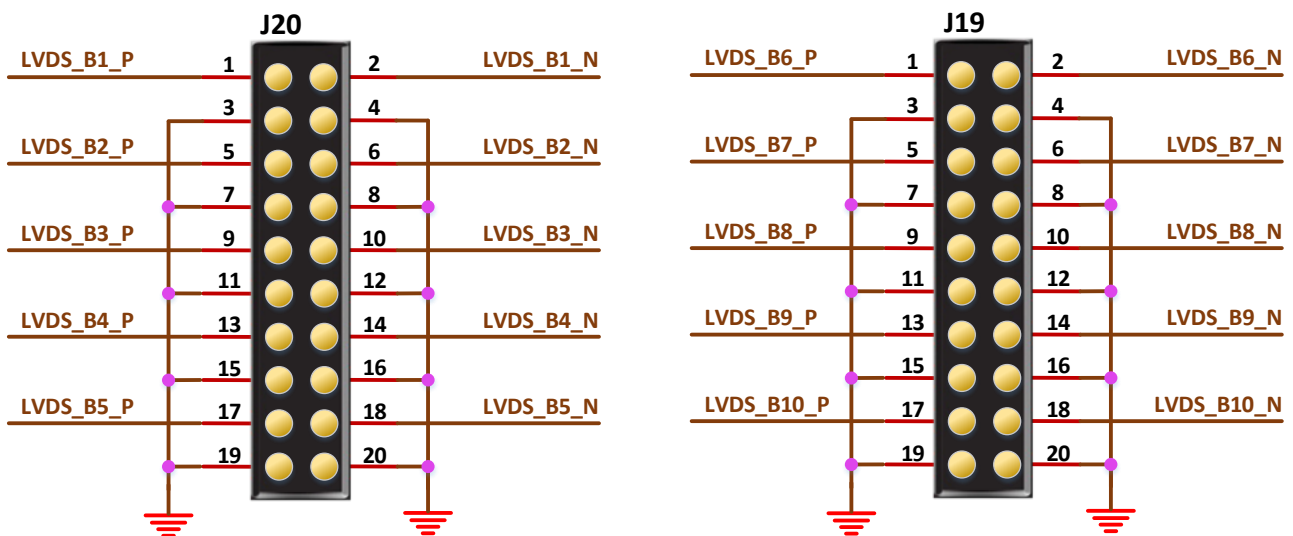 J20
LVDS_B1_P 1 2 LVDS_B1_N
3 4
LVDS_B2_P 5 6 LVDS_B2_N
7 8
LVDS_B3_P 9 10 LVDS_B3_N
11 12
LVDS_B4_P 13 14 LVDS_B4_N
15 16
LVDS_B5_P 17 18 LVDS_B5_N
19 20
J19
LVDS_B6_P 1 2 LVDS_B6_N
3 4
LVDS_B7_P 5 6 LVDS_B7_N
7 8
LVDS_B8_P 9 10 LVDS_B8_N
11 12
LVDS_B9_P 13 14 LVDS_B9_N
15 16
LVDS_B10_P 17 18 LVDS_B10_N
19 20